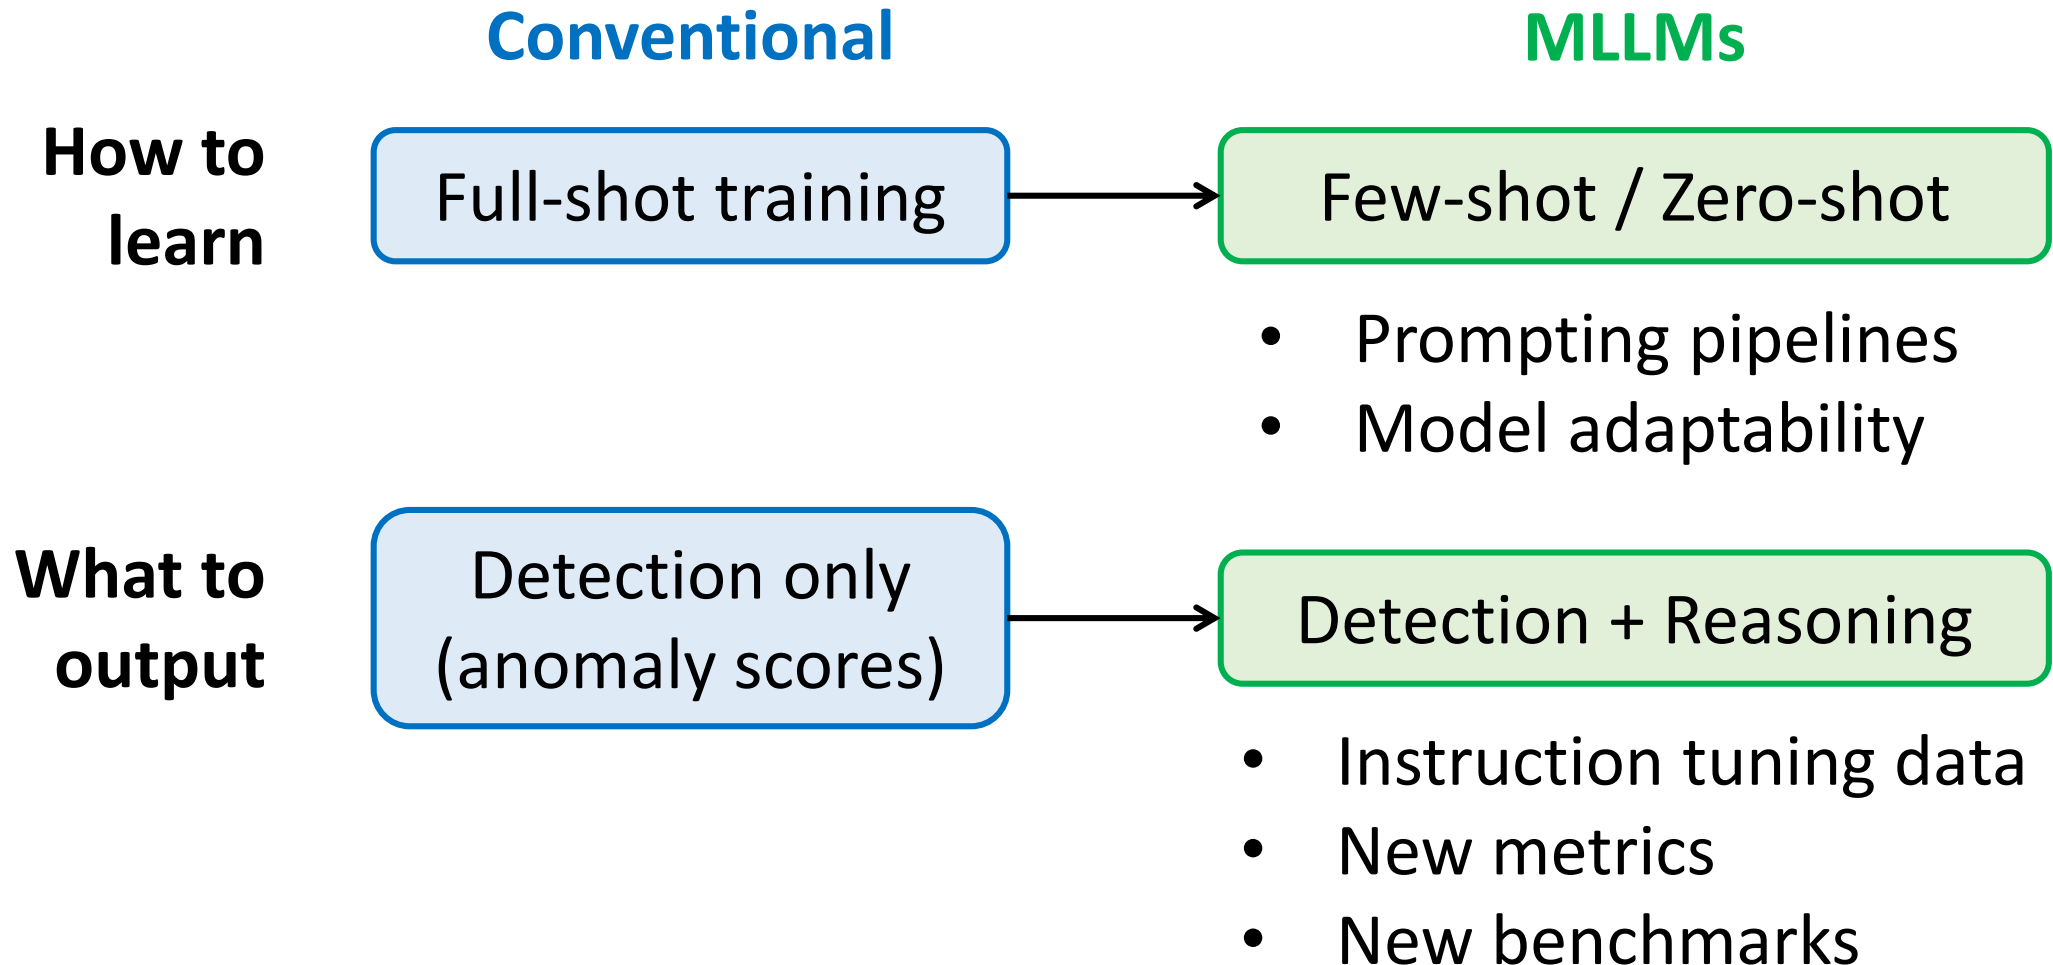 Conventional
MLLMs
How to
learn
Full-shot training
Few-shot / Zero-shot
• Prompting pipelines
• Model adaptability
What to
output
Detection only
(anomaly scores)
Detection + Reasoning
• Instruction tuning data
• New metrics
• New benchmarks